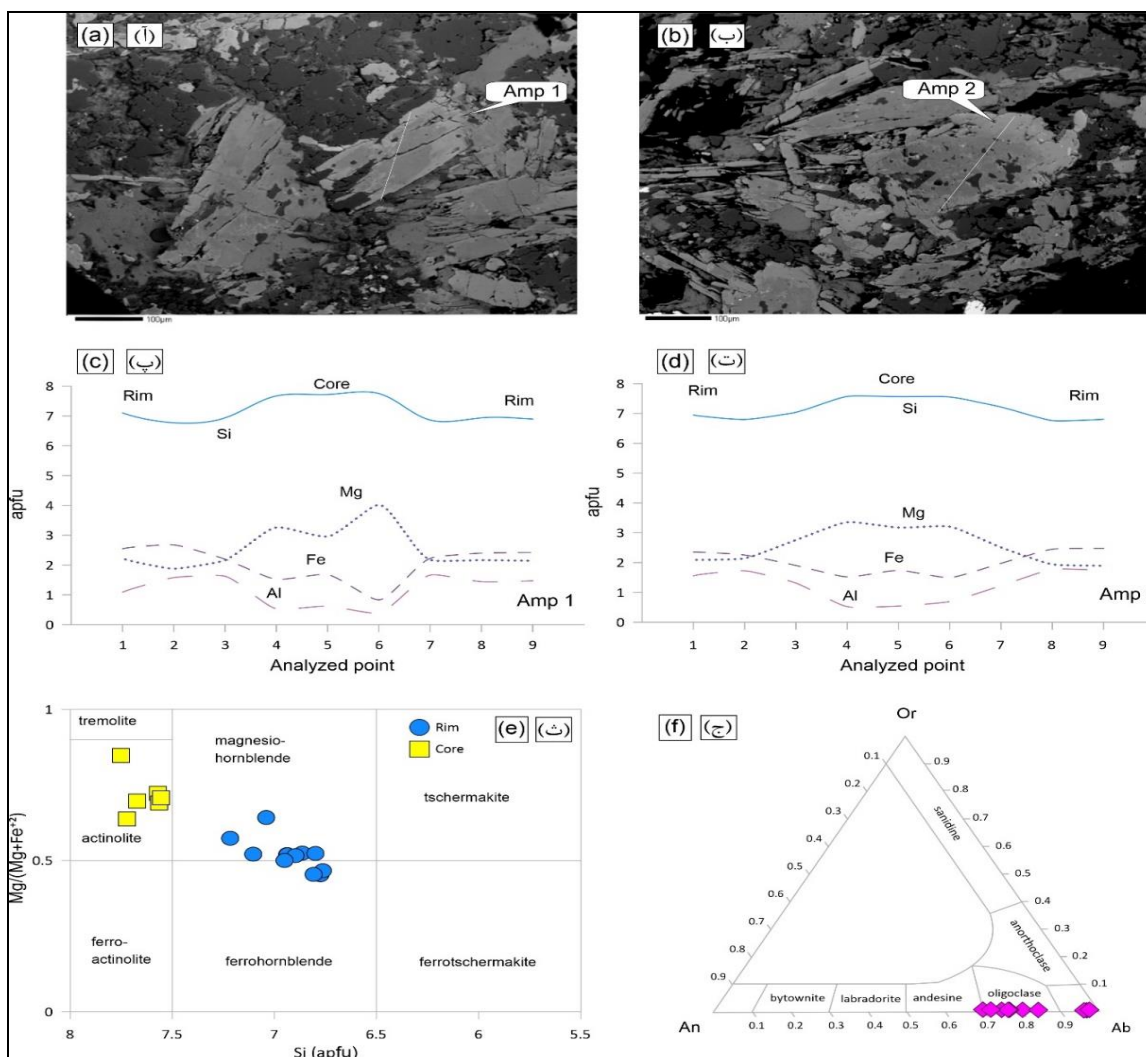 (a) (آ)
Amp 1
100μm
(b) (ب)
Amp 2
100μm
(c) (پ)
8
7
6
5
4
3
2
1
0
apfu
Rim
Core
Rim
Si
Mg
Fe
Al
Amp 1
1 2 3 4 5 6 7 8 9
Analyzed point
(d) (ت)
8
7
6
5
4
3
2
1
0
apfu
Rim
Core
Rim
Si
Mg
Fe
Al
Amp
1 2 3 4 5 6 7 8 9
Analyzed point
(e) (ث)
1
0.5
0
Mg/(Mg+Fe+2)
tremolite
magnesio-
hornblende
Rim
Core
tschermakite
actinolite
ferro-
actinolite
ferrohornblende
ferrotschermakite
8 7.5 7 6.5 6 5.5
Si (apfu)
(f) (ج)
Or
0.1
0.2
0.3
0.4
0.5
0.6
0.7
0.8
0.9
0.9
0.8
0.7
0.6
0.5
0.4
0.3
0.2
0.1
sanidine
anorthoclase
bytownite
labradorite
andesine
oligoclase
An
0.1 0.2 0.3 0.4 0.5 0.6 0.7 0.8 0.9
Ab